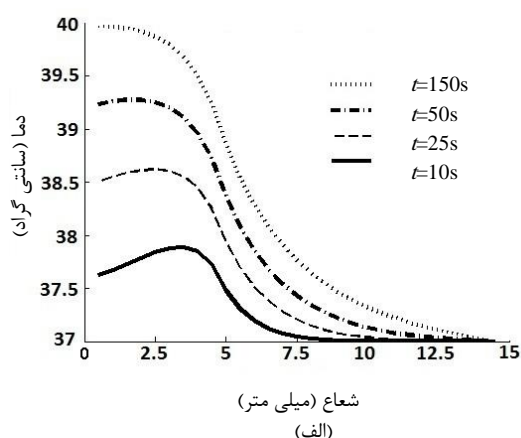 دما (سانتی گراد)
40
39.5
39
38.5
38
37.5
37
0 2.5 5 7.5 10 12.5 15
t=150s
t=50s
t=25s
t=10s
شعاع (میلی متر)
(الف)